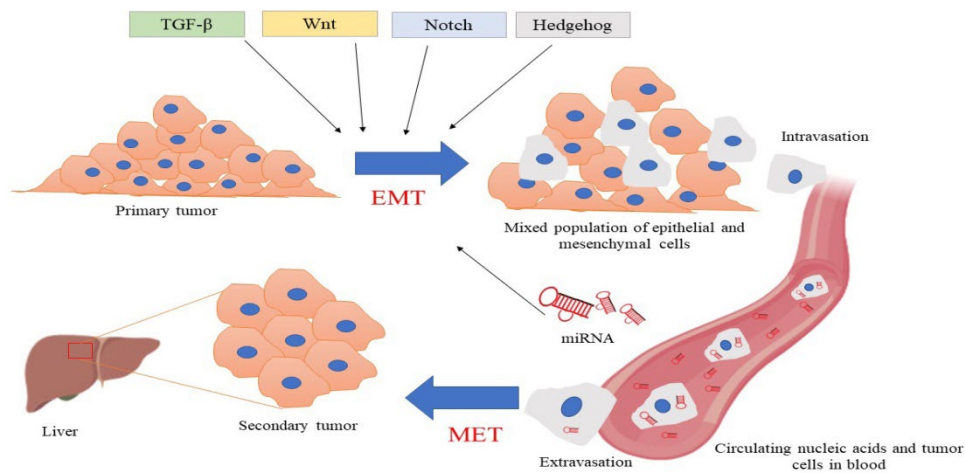 TGF-β
Wnt
Notch
Hedgehog
EMT
Primary tumor
Mixed population of epithelial and
mesenchymal cells
Intravasation
miRNA
Liver
Secondary tumor
MET
Extravasation
Circulating nucleic acids and tumor
cells in blood